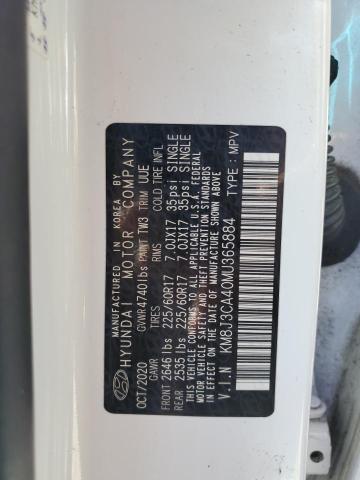 MANUFACTURED IN KOREA BY
HYUNDAI MOTOR COMPANY
OCT/2020 GVWR 4740lbs PAINT TW3 TRIM UUE
GAWR TIRES RIMS COLD TIRE INFL
FRONT 2646 lbs 225/60R17 7.0JX17 35psi SINGLE
REAR 2535 lbs 225/60R17 7.0JX17 35psi SINGLE
THIS VEHICLE CONFORMS TO ALL APPLICABLE U.S.A. FEDERAL
MOTOR VEHICLE SAFETY, BUMPER, AND THEFT PREVENTION STANDARDS
IN EFFECT ON THE DATE OF MANUFACTURE SHOWN ABOVE
V.I.N : KM8J3CA40MU365884 TYPE : MPV